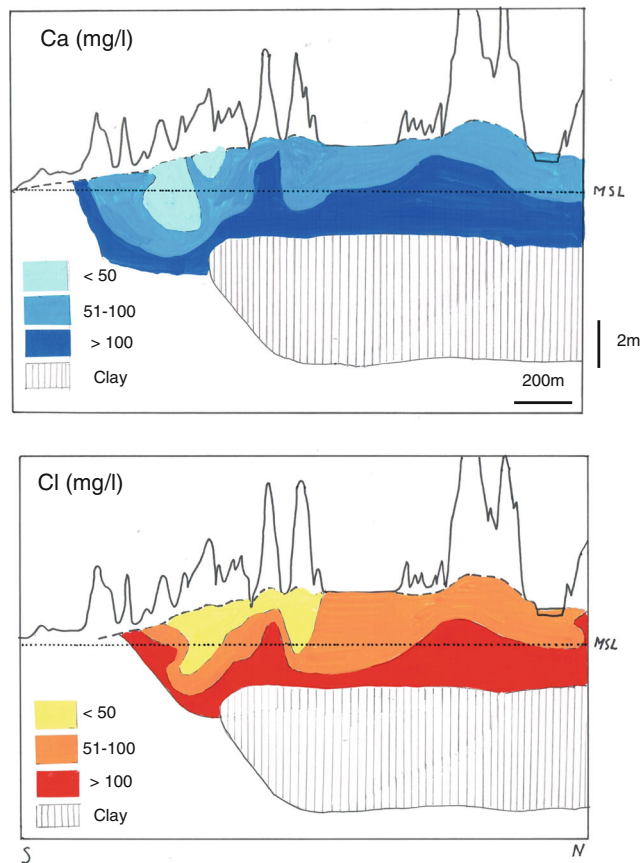 Ca (mg/l)
MSL
< 50
51-100
> 100
Clay
2m
200m
Cl (mg/l)
MSL
< 50
51-100
> 100
Clay
S
N